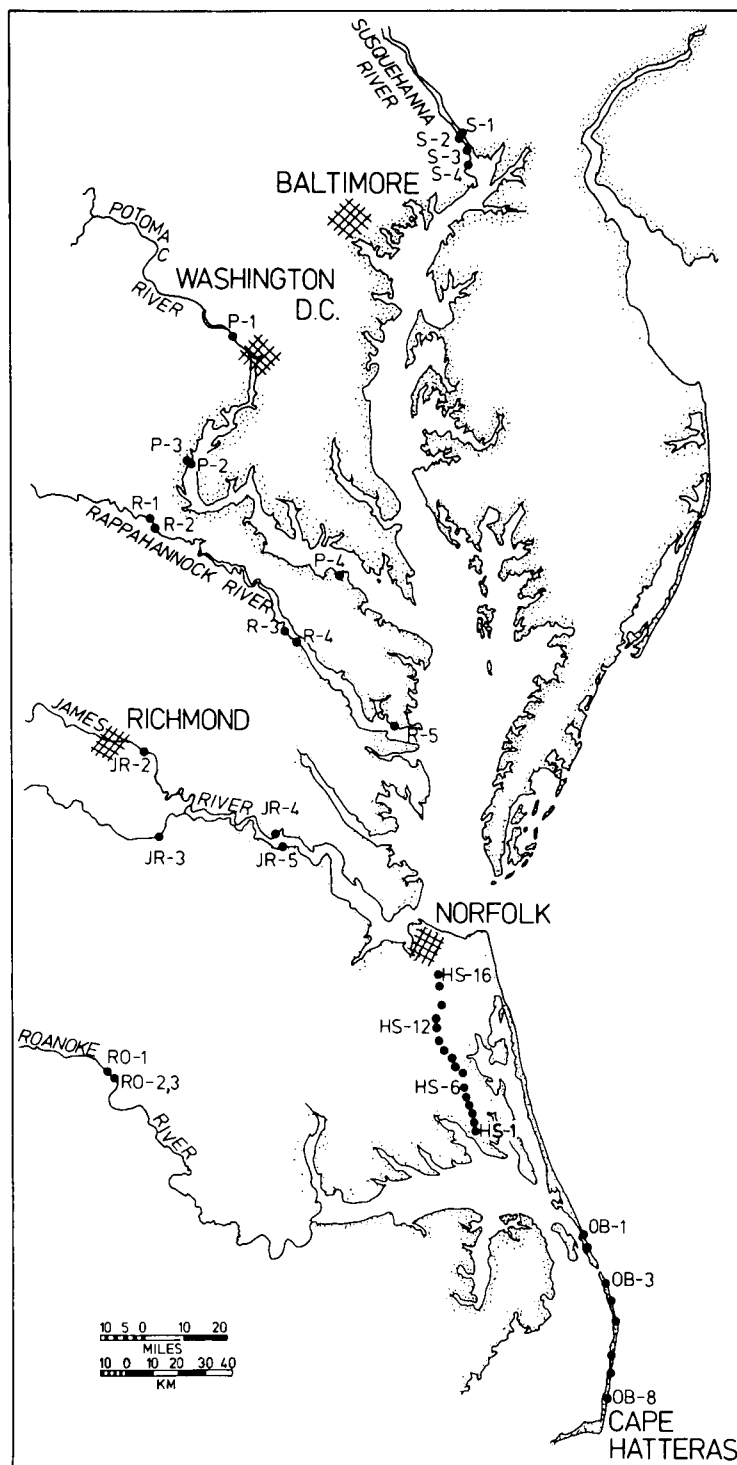 SUSQUEHANNA
RIVER
S-1
S-2
S-3
S-4
BALTIMORE
POTOMAC
RIVER
WASHINGTON
D.C.
P-1
P-3
P-2
R-1
R-2
RAPPAHANNOCK RIVER
P-4
R-3
R-4
R-5
JAMES
RICHMOND
JR-2
RIVER
JR-4
JR-3
JR-5
NORFOLK
HS-16
HS-12
ROANOKE
RO-1
RO-2,3
HS-6
RIVER
HS-1
OB-1
OB-3
10 5 0 10 20
MILES
10 0 10 20 30 40
KM
OB-8
CAPE
HATTERAS